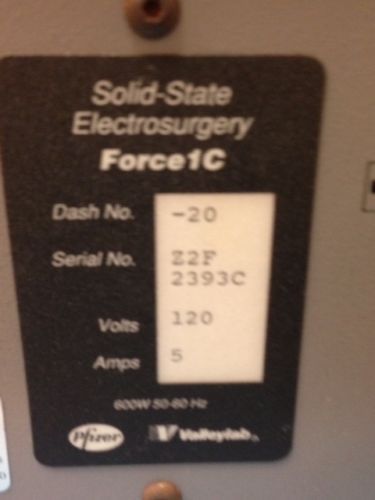 Solid-State
Electrosurgery
Force1C
Dash No. -20
Serial No. Z2F
2393C
Volts 120
Amps 5
600W 50-60 Hz
Pfizer Valleylab